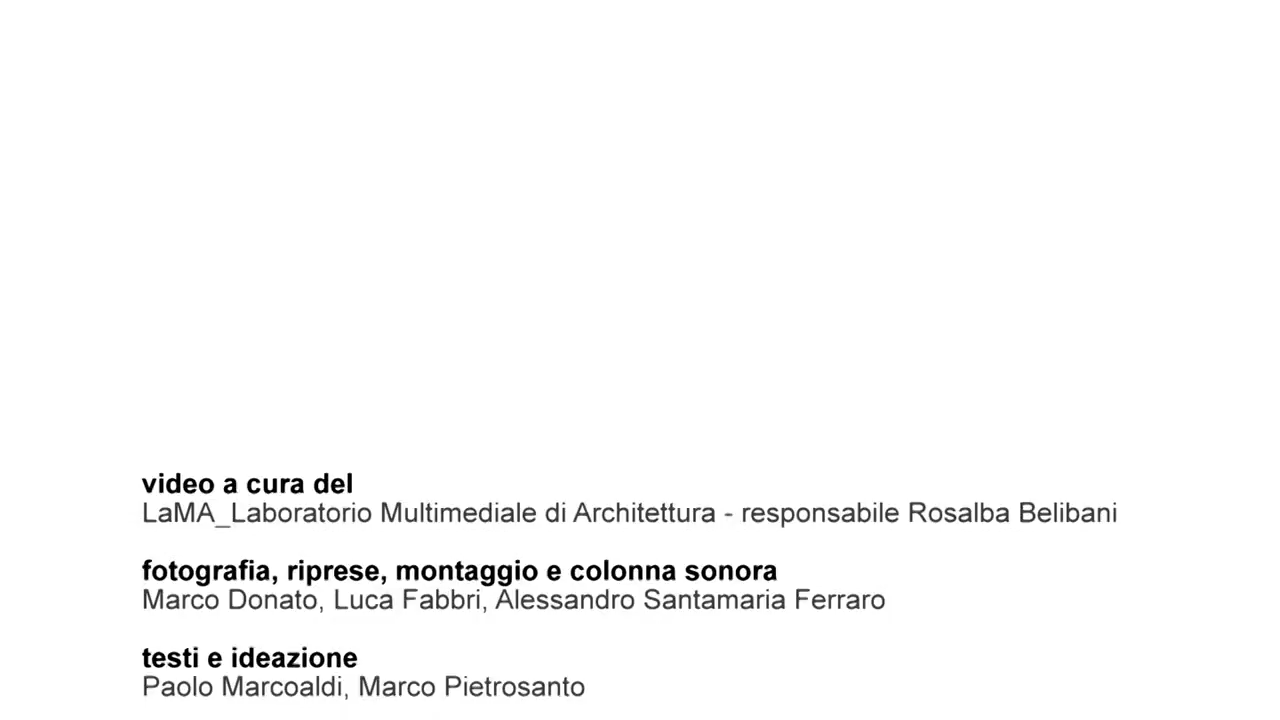 video a cura del
LaMA_Laboratorio Multimediale di Architettura - responsabile Rosalba Belibani
fotografia, riprese, montaggio e colonna sonora
Marco Donato, Luca Fabbri, Alessandro Santamaria Ferraro
testi e ideazione
Paolo Marcoaldi, Marco Pietrosanto